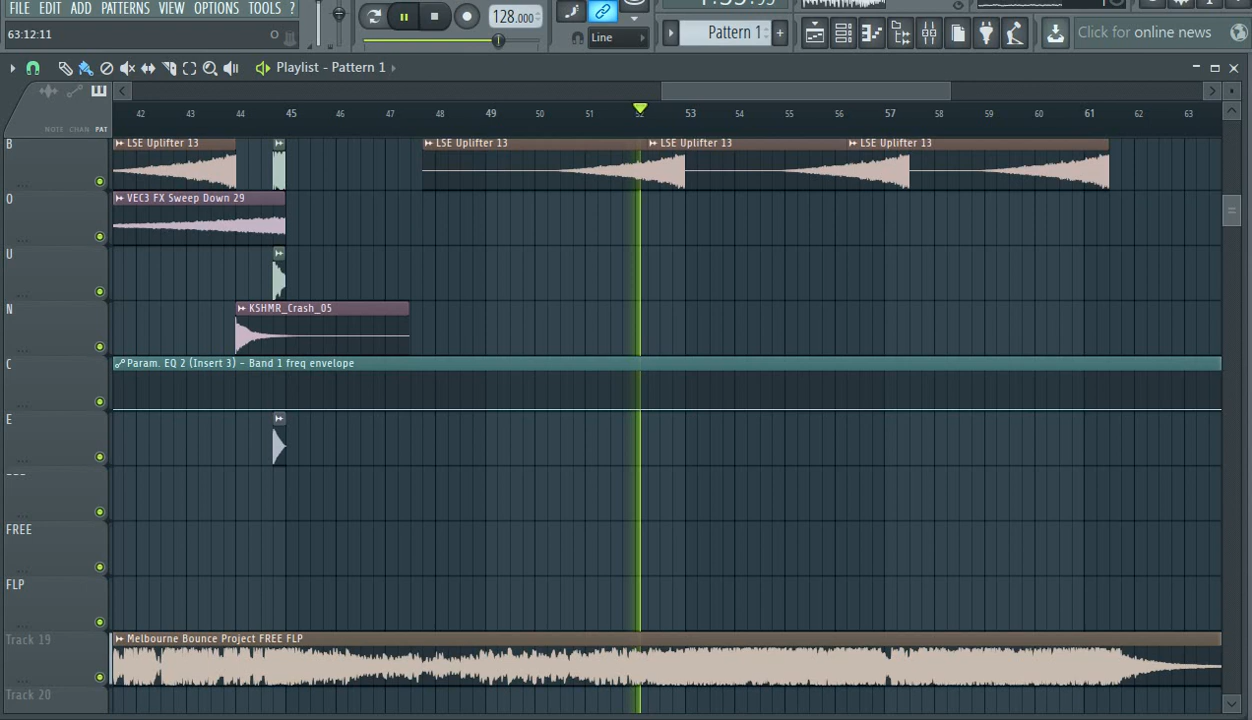 FILE EDIT ADD PATTERNS VIEW OPTIONS TOOLS ?
128.000
63:12:11
Line
Pattern 1
Click for online news
Playlist - Pattern 1
NOTE CHAN PAT
42 43 44 45 46 47 49 50 51 52 53 54 55 56 57 58 59 60 61 62 63
B
LSE Uplifter 13
LSE Uplifter 13
LSE Uplifter 13
LSE Uplifter 13
O
VEC3 FX Sweep Down 29
U
N
KSHMR_Crash_05
C
Param. EQ 2 (Insert 3) - Band 1 freq envelope
E
---
FREE
FLP
Track 19
Melbourne Bounce Project FREE FLP
Track 20